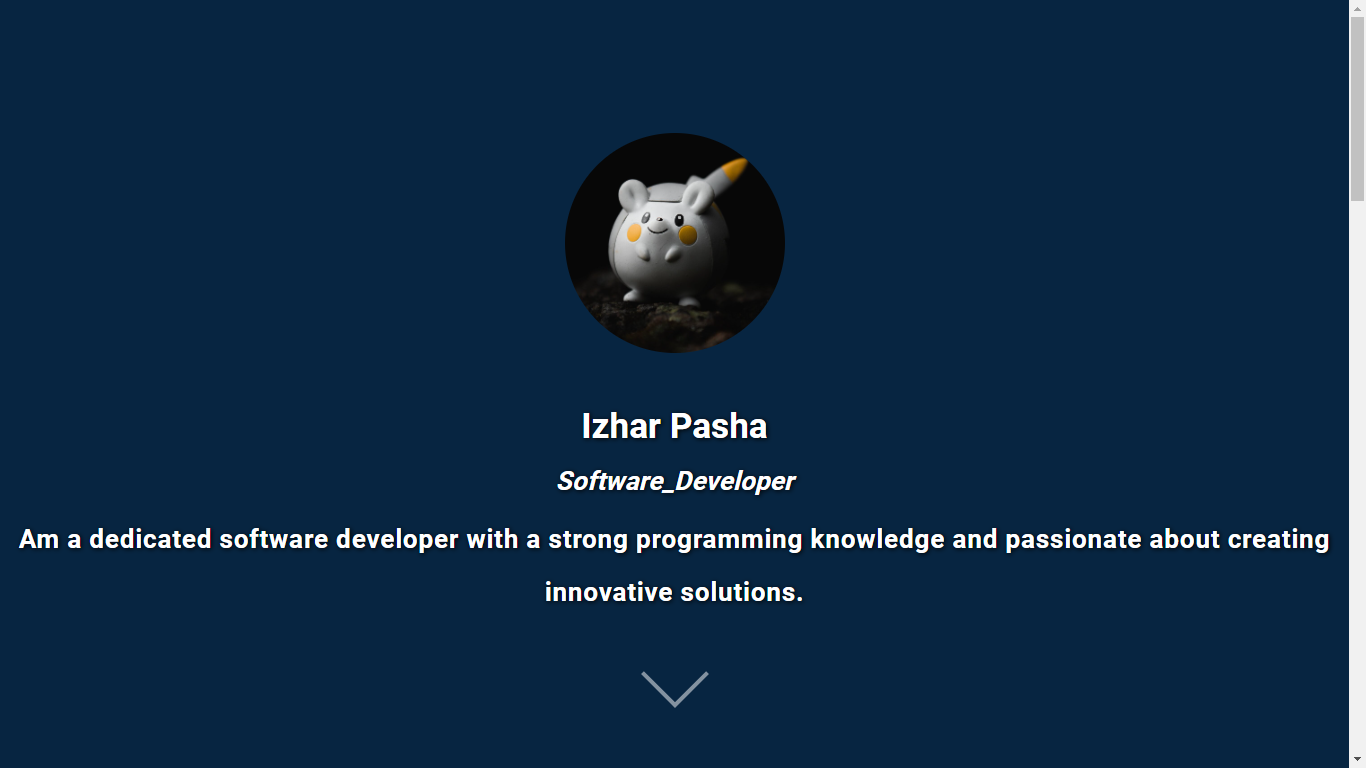 Izhar Pasha
Software_Developer
Am a dedicated software developer with a strong programming knowledge and passionate about creating
innovative solutions.